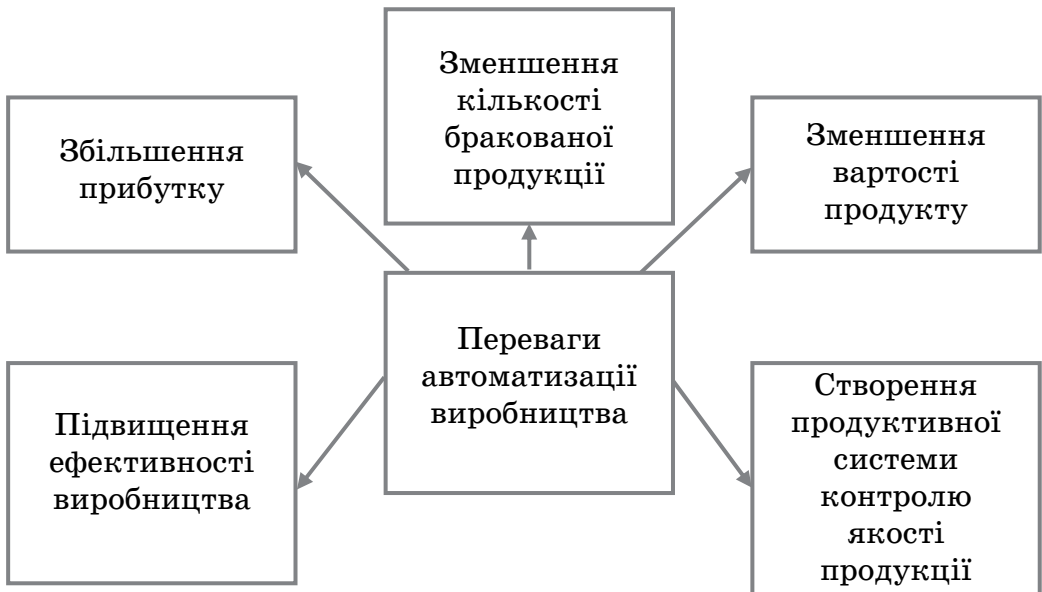 Зменшення
кількості
бракованої
продукції
Збільшення
прибутку
Зменшення
вартості
продукту
Переваги
автоматизації
виробництва
Підвищення
ефективності
виробництва
Створення
продуктивної
системи
контролю
якості
продукції